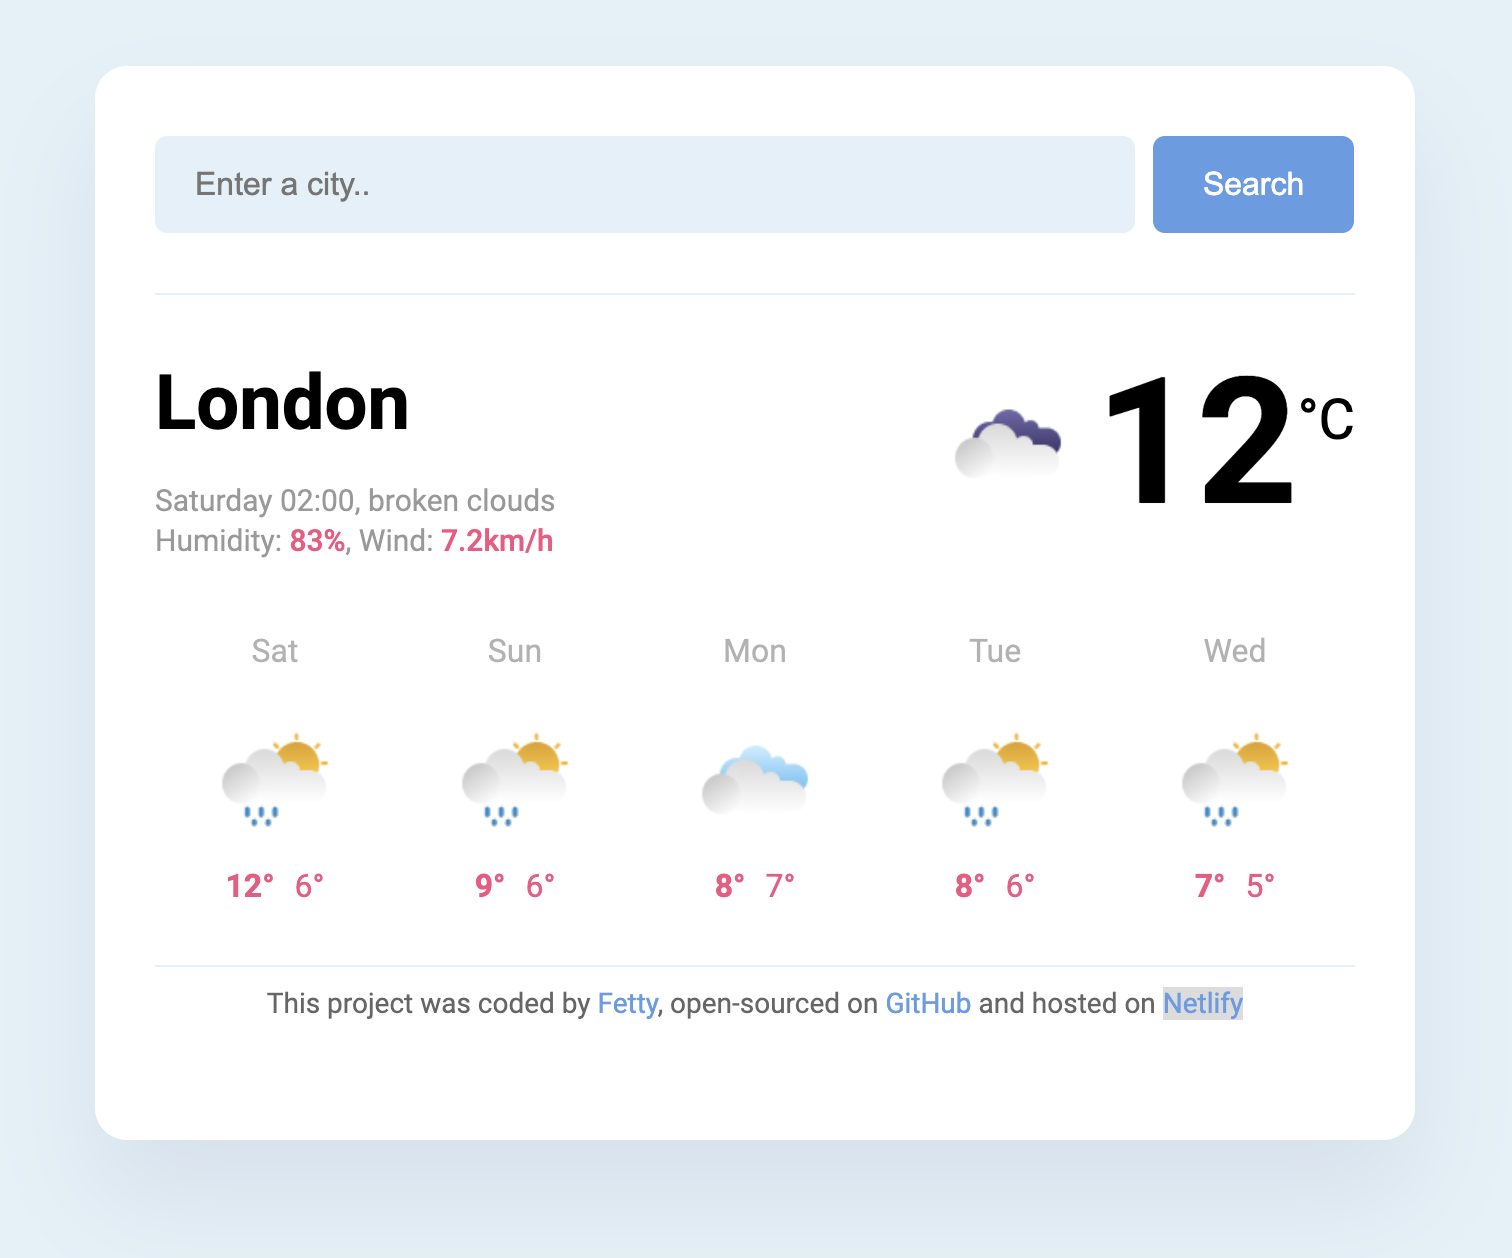 Enter a city..
Search
London
12°C
Saturday 02:00, broken clouds
Humidity: 83%, Wind: 7.2km/h
Sat Sun Mon Tue Wed
12° 6° 9° 6° 8° 7° 8° 6° 7° 5°
This project was coded by Fetty, open-sourced on GitHub and hosted on Netlify